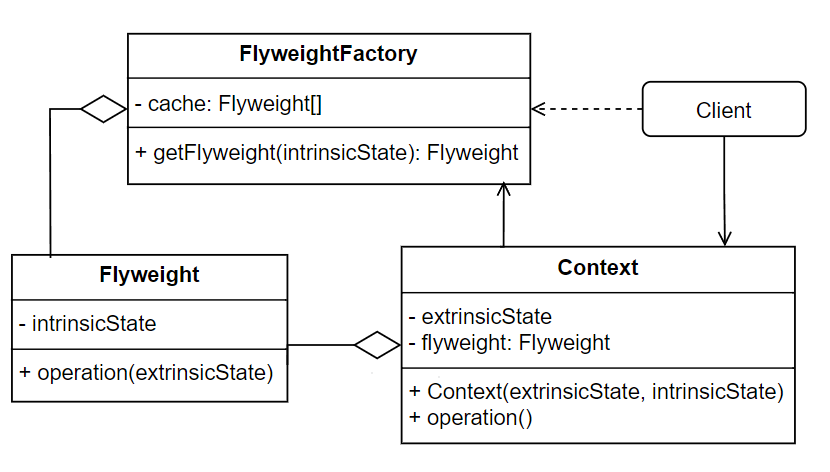 FlyweightFactory
- cache: Flyweight[]
+ getFlyweight(intrinsicState): Flyweight
Client
Flyweight
- intrinsicState
+ operation(extrinsicState)
Context
- extrinsicState
- flyweight: Flyweight
+ Context(extrinsicState, intrinsicState)
+ operation()